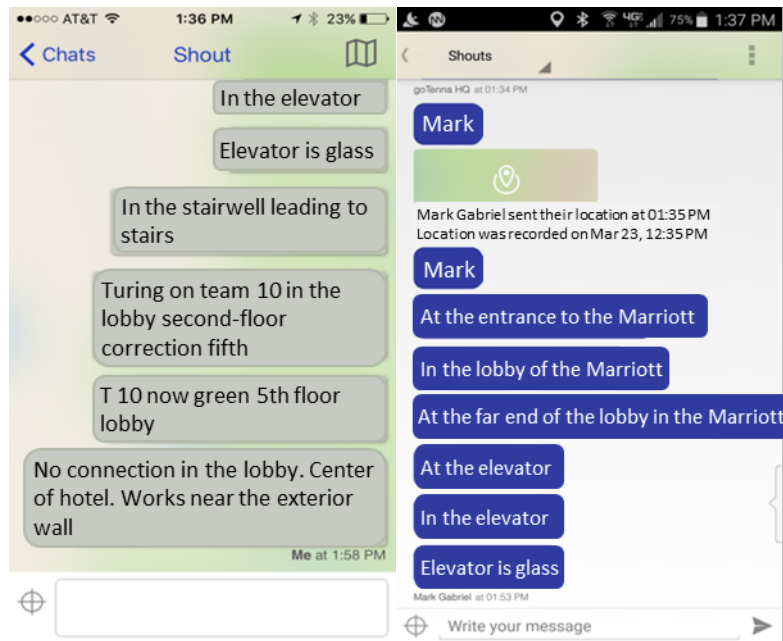 ●●○○○ AT&T 1:36 PM 23%
Chats Shout
In the elevator
Elevator is glass
In the stairwell leading to
stairs
Turing on team 10 in the
lobby second-floor
correction fifth
T 10 now green 5th floor
lobby
No connection in the lobby. Center
of hotel. Works near the exterior
wall
Me at 1:58 PM
4G 75% 1:37 PM
Shouts
goTenna HQ at 01:34 PM
Mark
Mark Gabriel sent their location at 01:35 PM
Location was recorded on Mar 23, 12:35 PM
Mark
At the entrance to the Marriott
In the lobby of the Marriott
At the far end of the lobby in the Marriott
At the elevator
In the elevator
Elevator is glass
Mark Gabriel at 01:53 PM
Write your message